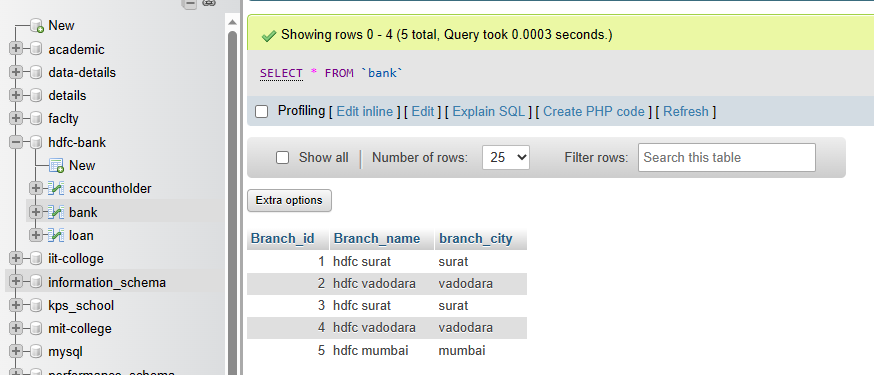 New
academic
data-details
details
faclty
hdfc-bank
New
accountholder
bank
loan
iit-colloge
information_schema
kps_school
mit-college
mysql
performance_schema
Showing rows 0 - 4 (5 total, Query took 0.0003 seconds.)
SELECT * FROM `bank`
Profiling [ Edit inline ] [ Edit ] [ Explain SQL ] [ Create PHP code ] [ Refresh ]
Show all | Number of rows: 25 Filter rows: Search this table
Extra options
Branch_id Branch_name branch_city
1 hdfc surat surat
2 hdfc vadodara vadodara
3 hdfc surat surat
4 hdfc vadodara vadodara
5 hdfc mumbai mumbai